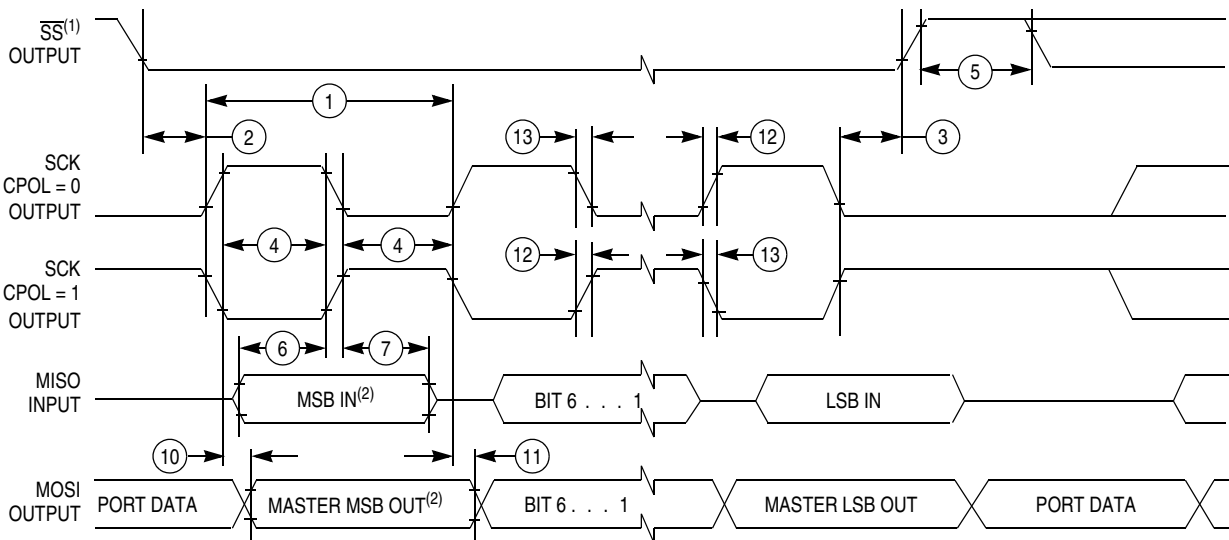 SS(1)
OUTPUT
5
1
2
13
12
3
SCK
CPOL = 0
OUTPUT
4
4
12
13
SCK
CPOL = 1
OUTPUT
6
7
MISO
INPUT
MSB IN(2)
BIT 6 . . . 1
LSB IN
10
11
MOSI
OUTPUT
PORT DATA
MASTER MSB OUT(2)
BIT 6 . . . 1
MASTER LSB OUT
PORT DATA